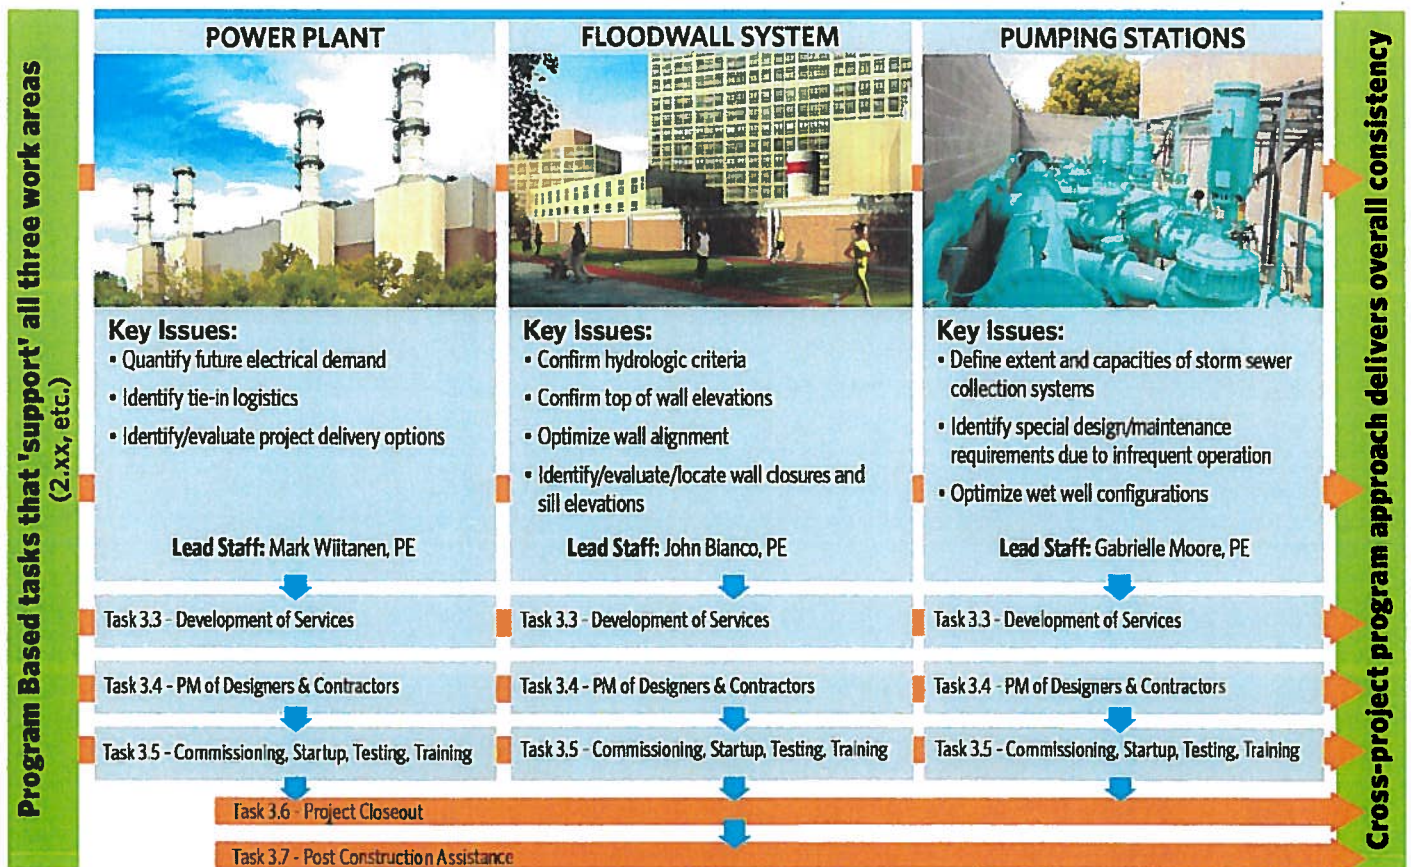 Program Based tasks that 'support' all three work areas
(2.xx, etc.)
POWER PLANT
Key Issues:
• Quantify future electrical demand
• Identify tie-in logistics
• Identify/evaluate project delivery options
Lead Staff: Mark Wiitanen, PE
FLOODWALL SYSTEM
Key Issues:
• Confirm hydrologic criteria
• Confirm top of wall elevations
• Optimize wall alignment
• Identify/evaluate/locate wall closures and
sill elevations
Lead Staff: John Bianco, PE
PUMPING STATIONS
Key Issues:
• Define extent and capacities of storm sewer
collection systems
• Identify special design/maintenance
requirements due to infrequent operation
• Optimize wet well configurations
Lead Staff: Gabrielle Moore, PE
Task 3.3 - Development of Services
Task 3.3 - Development of Services
Task 3.3 - Development of Services
Task 3.4 - PM of Designers & Contractors
Task 3.4 - PM of Designers & Contractors
Task 3.4 - PM of Designers & Contractors
Task 3.5 - Commissioning, Startup, Testing, Training
Task 3.5 - Commissioning, Startup, Testing, Training
Task 3.5 - Commissioning, Startup, Testing, Training
Task 3.6 - Project Closeout
Task 3.7 - Post Construction Assistance
Cross-project program approach delivers overall consistency